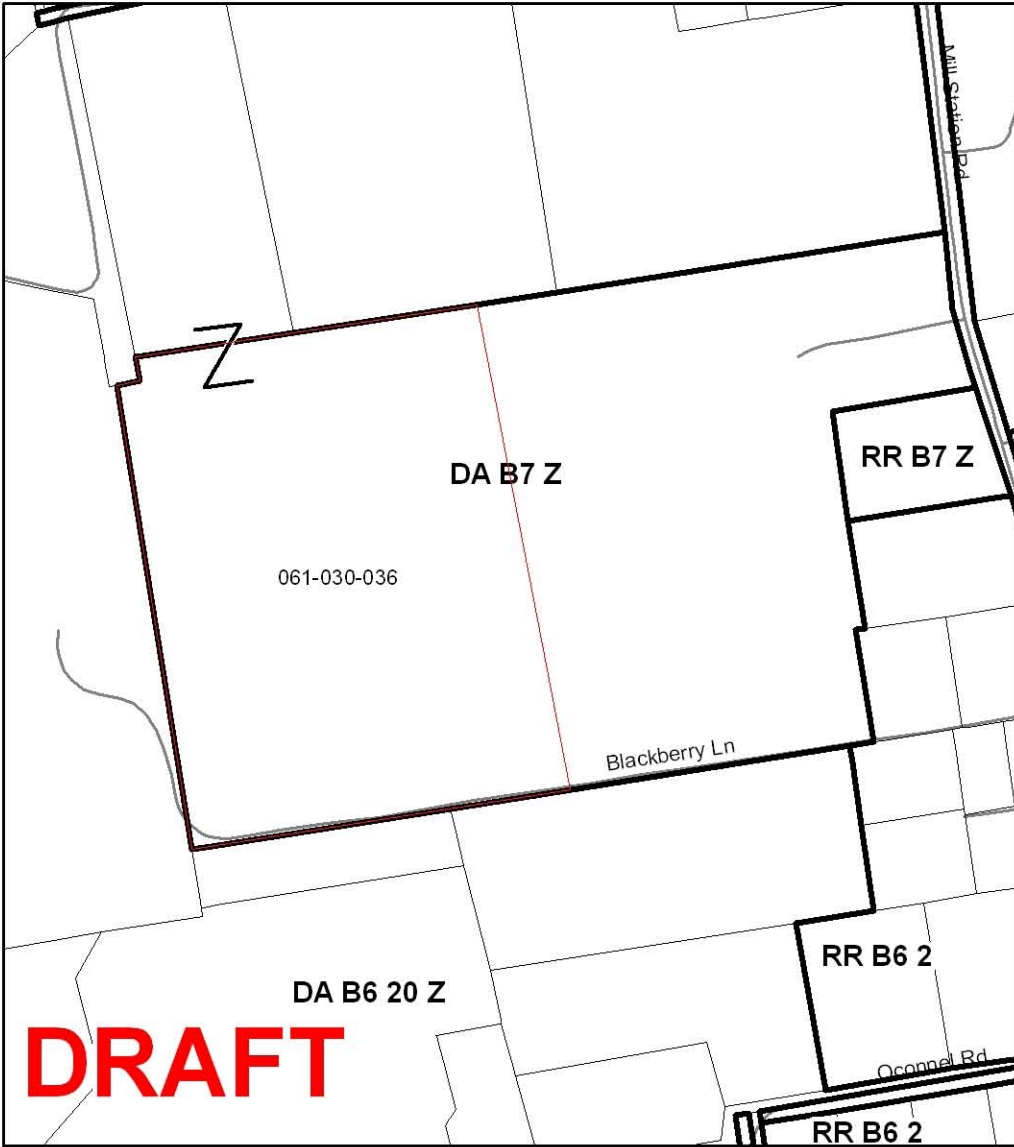 Mill Station Rd
Z
DA B7 Z
RR B7 Z
061-030-036
Blackberry Ln
RR B6 2
DA B6 20 Z
DRAFT
Oconnel Rd
RR B6 2